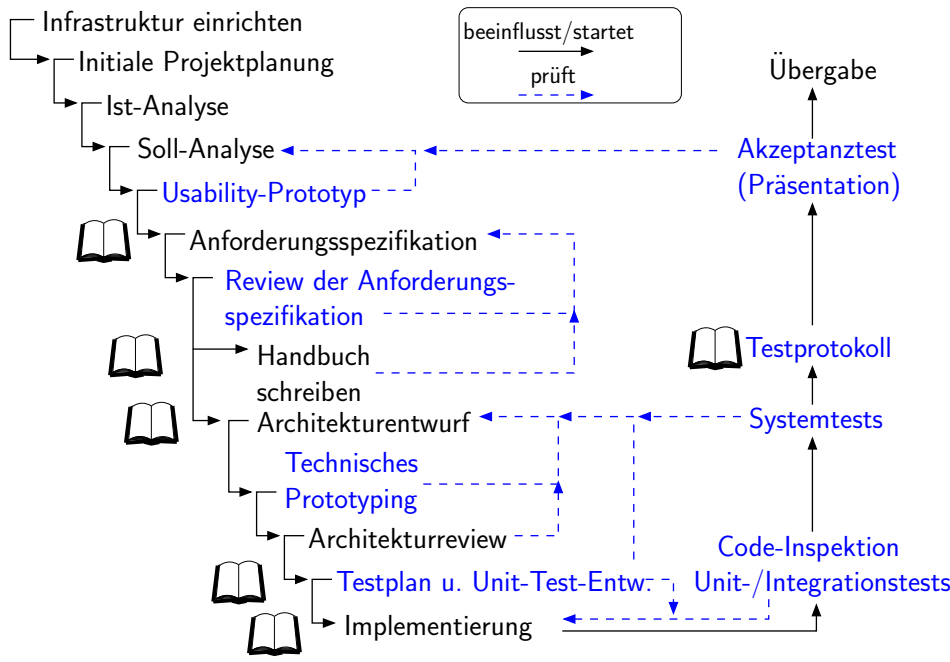 Infrastruktur einrichten
beeinflusst/startet
Initiale Projektplanung
prüft
Übergabe
Ist-Analyse
Soll-Analyse
Akzeptanztest
(Präsentation)
Usability-Prototyp
Anforderungsspezifikation
Review der Anforderungs-
spezifikation
Handbuch
schreiben
Testprotokoll
Architekturentwurf
Systemtests
Technisches
Prototyping
Architekturreview
Code-Inspektion
Unit-/Integrationstests
Testplan u. Unit-Test-Entw.
Implementierung